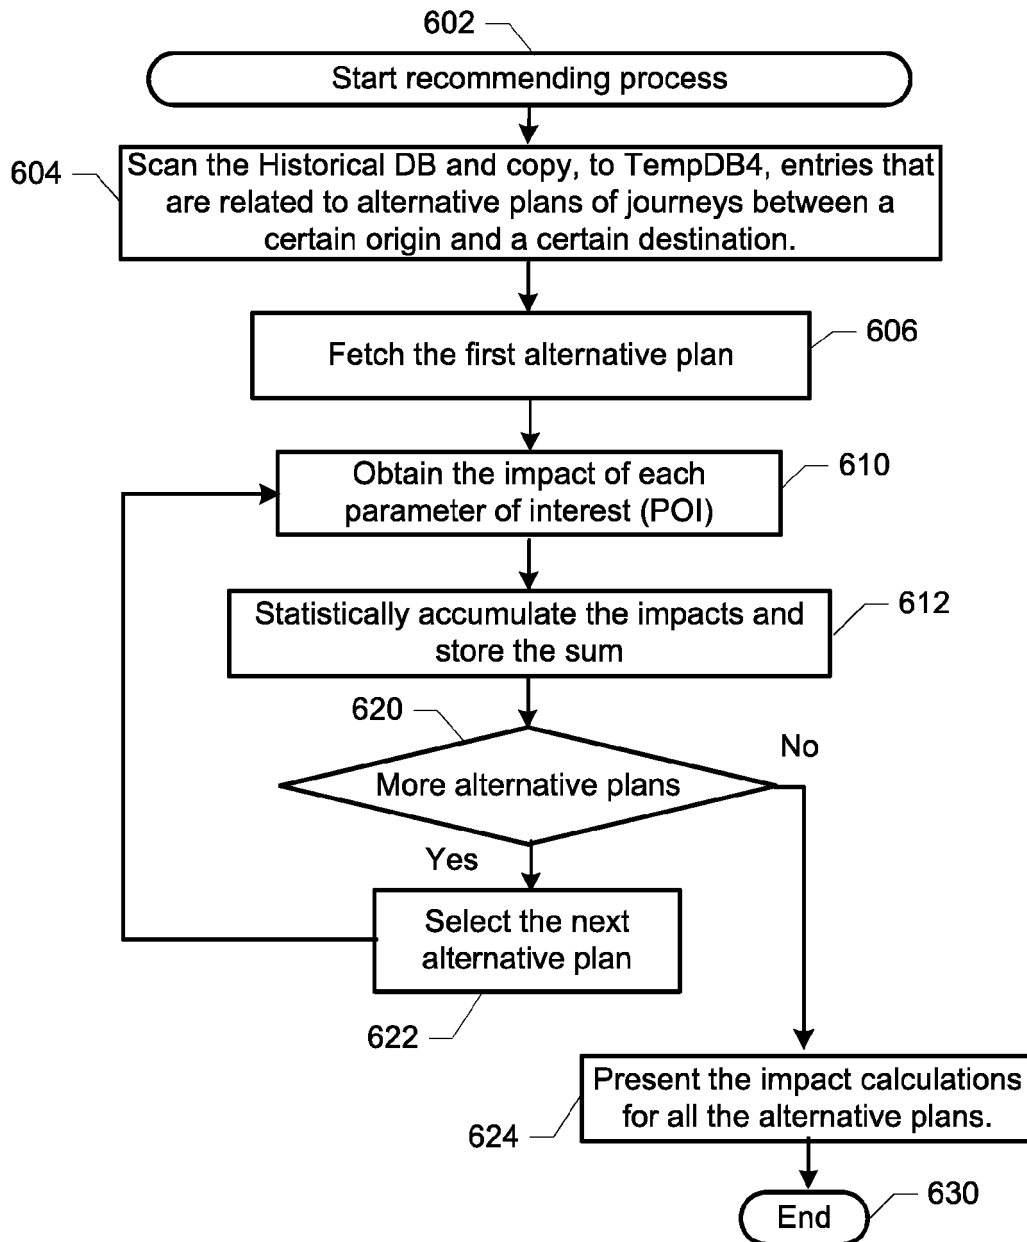 602
Start recommending process
604
Scan the Historical DB and copy, to TempDB4, entries that
are related to alternative plans of journeys between a
certain origin and a certain destination.
Fetch the first alternative plan
606
Obtain the impact of each
parameter of interest (POI)
610
Statistically accumulate the impacts and
store the sum
612
620
More alternative plans
No
Yes
Select the next
alternative plan
622
Present the impact calculations
for all the alternative plans.
624
End
630